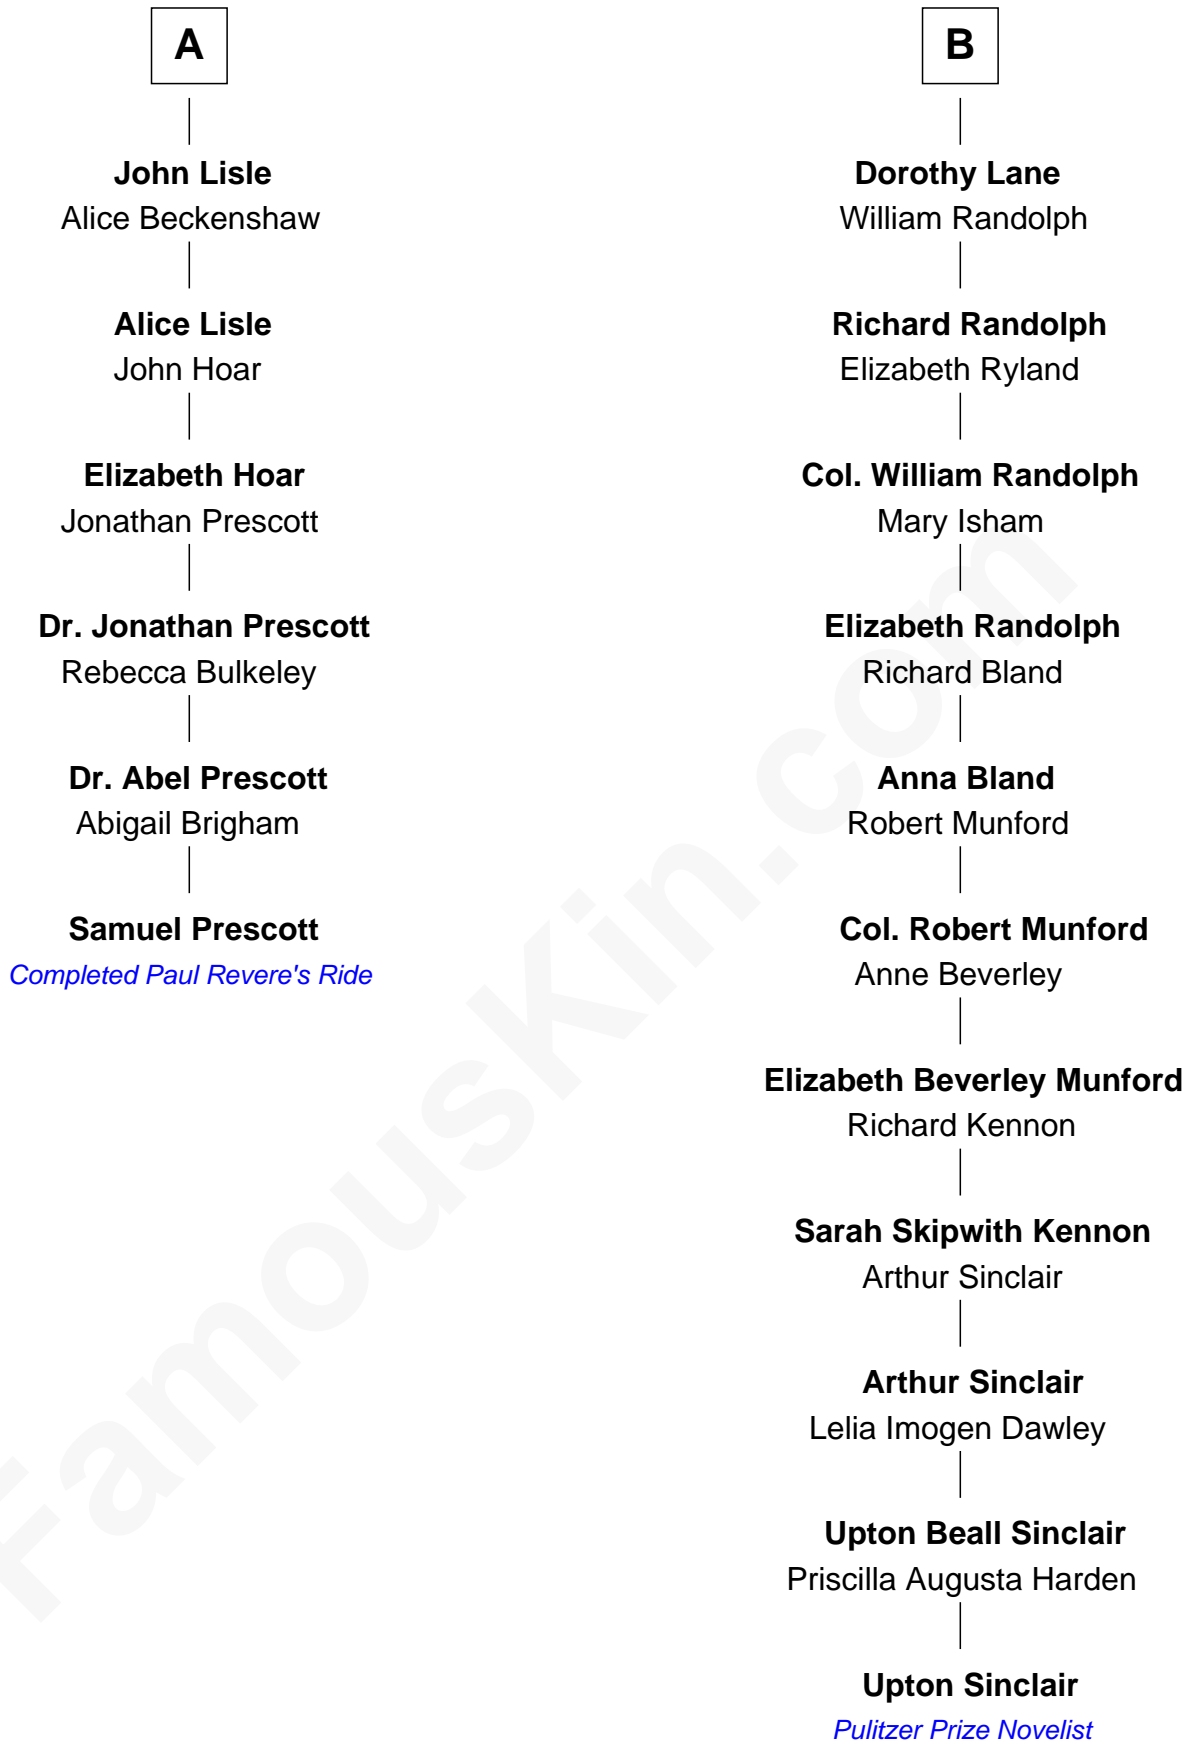 A
John Lisle
Alice Beckenshaw
Alice Lisle
John Hoar
Elizabeth Hoar
Jonathan Prescott
Dr. Jonathan Prescott
Rebecca Bulkeley
Dr. Abel Prescott
Abigail Brigham
Samuel Prescott
Completed Paul Revere's Ride
B
Dorothy Lane
William Randolph
Richard Randolph
Elizabeth Ryland
Col. William Randolph
Mary Isham
Elizabeth Randolph
Richard Bland
Anna Bland
Robert Munford
Col. Robert Munford
Anne Beverley
Elizabeth Beverley Munford
Richard Kennon
Sarah Skipwith Kennon
Arthur Sinclair
Arthur Sinclair
Lelia Imogen Dawley
Upton Beall Sinclair
Priscilla Augusta Harden
Upton Sinclair
Pulitzer Prize Novelist
FamousKin.com